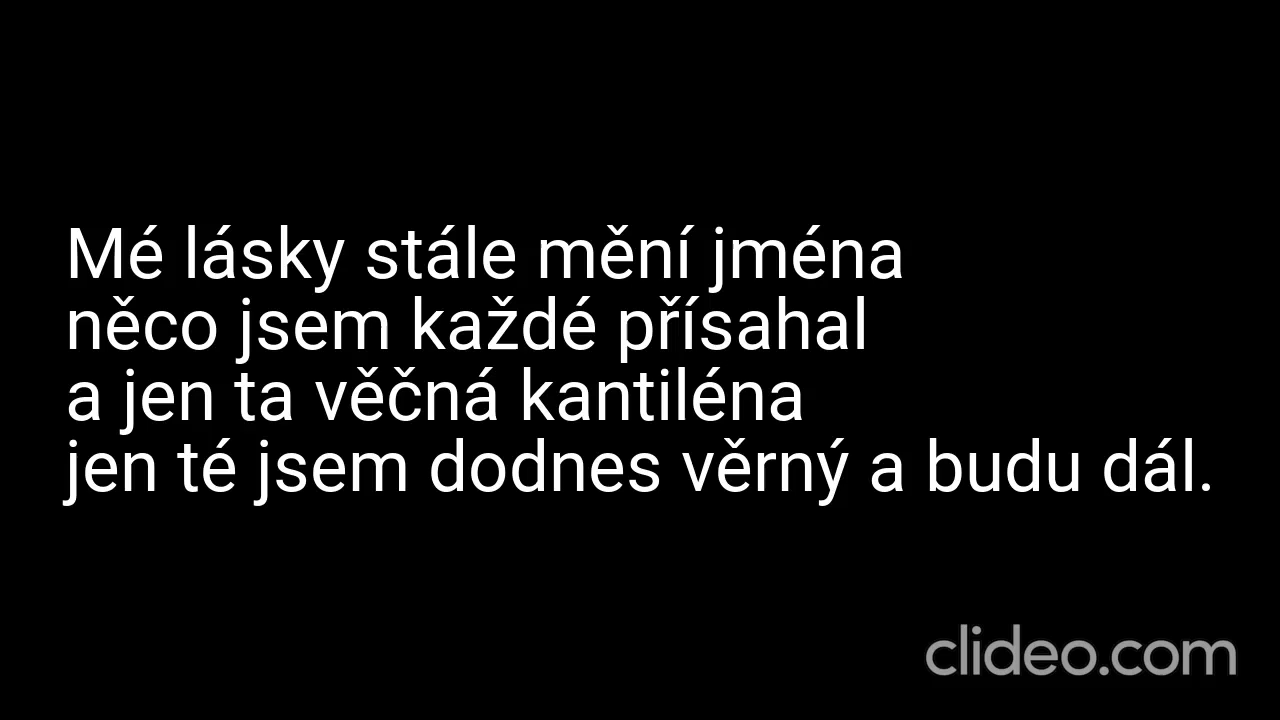 Mé lásky stále mění jména
něco jsem každé přísahal
a jen ta věčná kantiléna
jen té jsem dodnes věrný a budu dál.
clideo.com